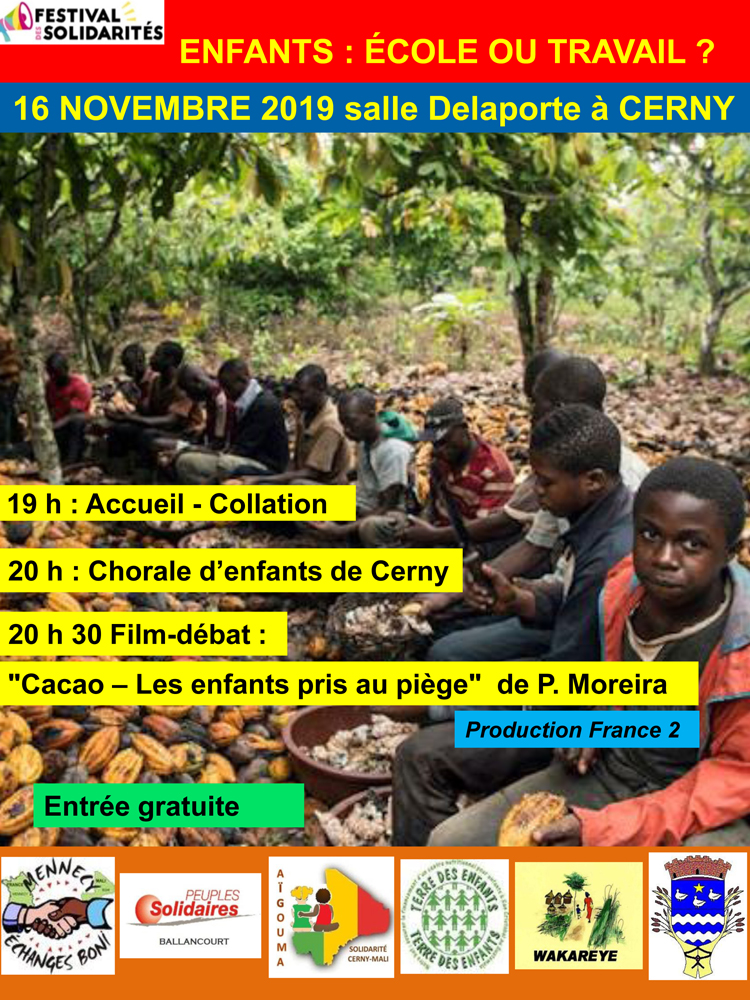 FESTIVAL
DES
SOLIDARITÉS
ENFANTS : ÉCOLE OU TRAVAIL ?
16 NOVEMBRE 2019 salle Delaporte à CERNY
19 h : Accueil - Collation
20 h : Chorale d’enfants de Cerny
20 h 30 Film-débat :
"Cacao – Les enfants pris au piège" de P. Moreira
Production France 2
Entrée gratuite
MENNECY
FRANCE
MALI
ECHANGES BONI
PEUPLES
Solidaires
BALLANCOURT
AÏGOUMA
SOLIDARITÉ
CERNY-MALI
TERRE DES ENFANTS
TERRE DES ENFANTS
WAKAREYE